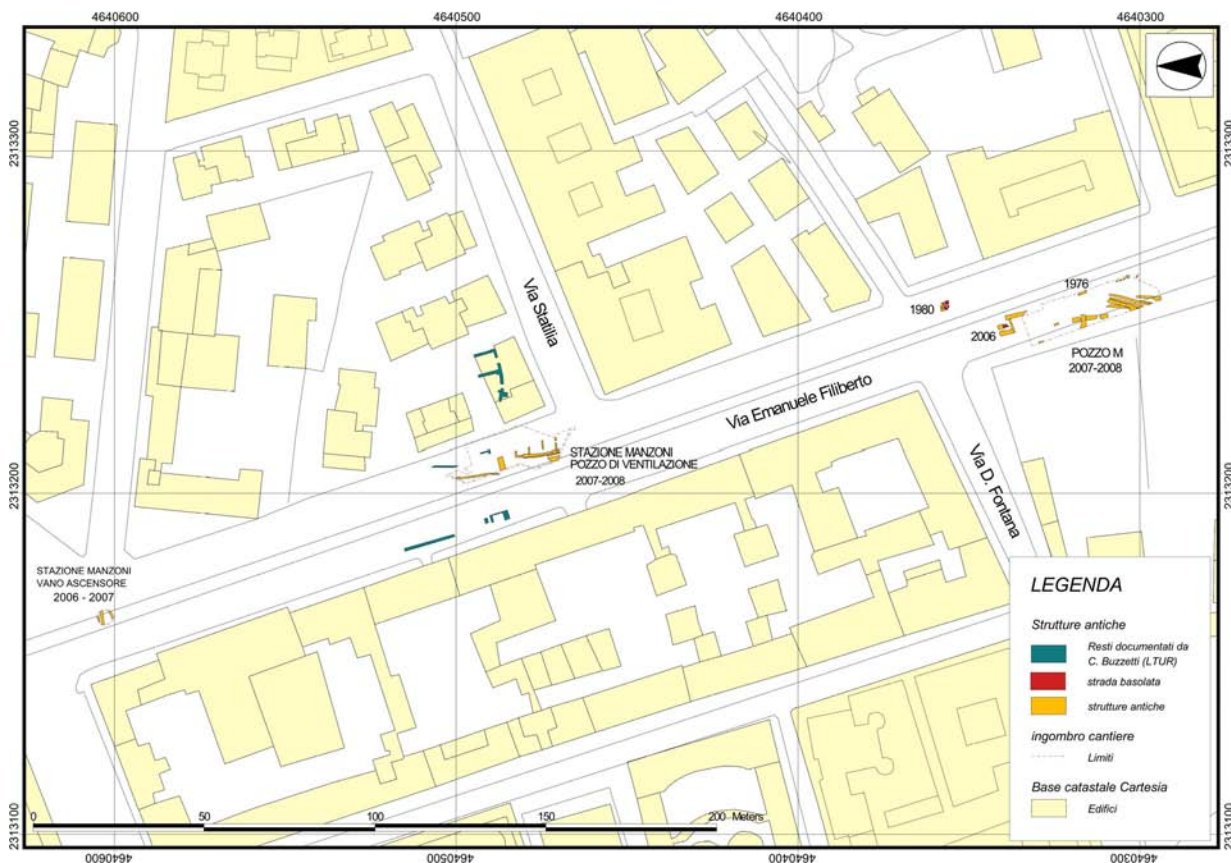 4640600 4640500 4640400 4640300
2313300 2313300
Via Statilia
1980
1976
2006
POZZO M
2007-2008
Via Emanuele Filiberto
STAZIONE MANZONI
POZZO DI VENTILAZIONE
2007-2008
2313200 2313200
Via D. Fontana
STAZIONE MANZONI
VANO ASCENSORE
2006 - 2007
LEGENDA
Strutture antiche
Resti documentati da
C. Buzzetti (LTUR)
strada basolata
strutture antiche
ingombro cantiere
Limiti
Base catastale Cartesia
Edifici
0 50 100 150 200 Meters
2313100 2313100
4640600 4640500 4640400 4640300